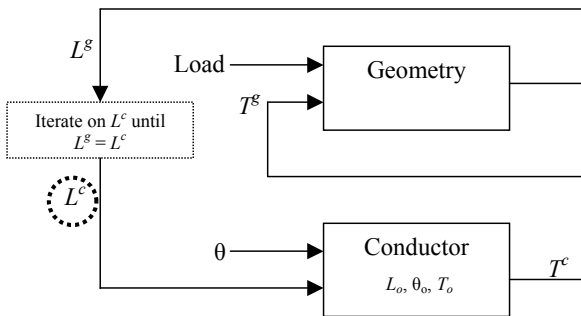 L^g
Load
Geometry
T^g
Iterate on L^c until
L^g = L^c
L^c
θ
Conductor
L_o, θ_o, T_o
T^c